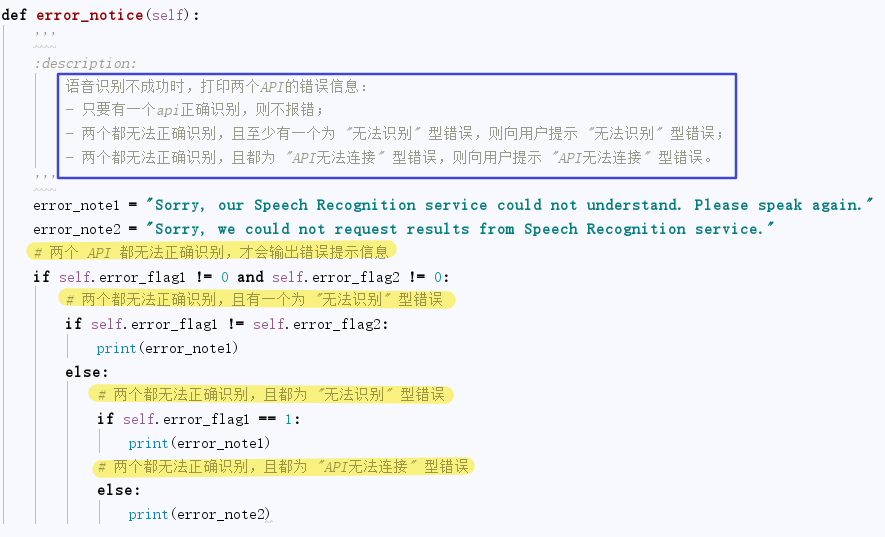 def error_notice(self):
'''
:description:
语音识别不成功时，打印两个API的错误信息：
- 只要有一个api正确识别，则不报错；
- 两个都无法正确识别，且至少有一个为 "无法识别" 型错误，则向用户提示 "无法识别" 型错误；
- 两个都无法正确识别，且都为 "API无法连接" 型错误，则向用户提示 "API无法连接" 型错误。
'''
error_note1 = "Sorry, our Speech Recognition service could not understand. Please speak again."
error_note2 = "Sorry, we could not request results from Speech Recognition service."
# 两个 API 都无法正确识别，才会输出错误提示信息
if self.error_flag1 != 0 and self.error_flag2 != 0:
# 两个都无法正确识别，且有一个为 "无法识别" 型错误
if self.error_flag1 != self.error_flag2:
print(error_note1)
else:
# 两个都无法正确识别，且都为 "无法识别" 型错误
if self.error_flag1 == 1:
print(error_note1)
# 两个都无法正确识别，且都为 "API无法连接" 型错误
else:
print(error_note2)